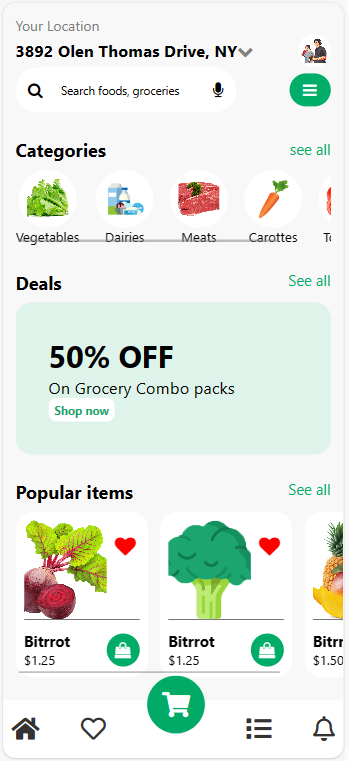 Your Location
3892 Olen Thomas Drive, NY
Search foods, groceries
Categories see all
Vegetables Dairies Meats Carottes To
Deals See all
50% OFF
On Grocery Combo packs
Shop now
Popular items See all
Bitrrot Bitrrot Bitrr
$1.25 $1.25 $1.50